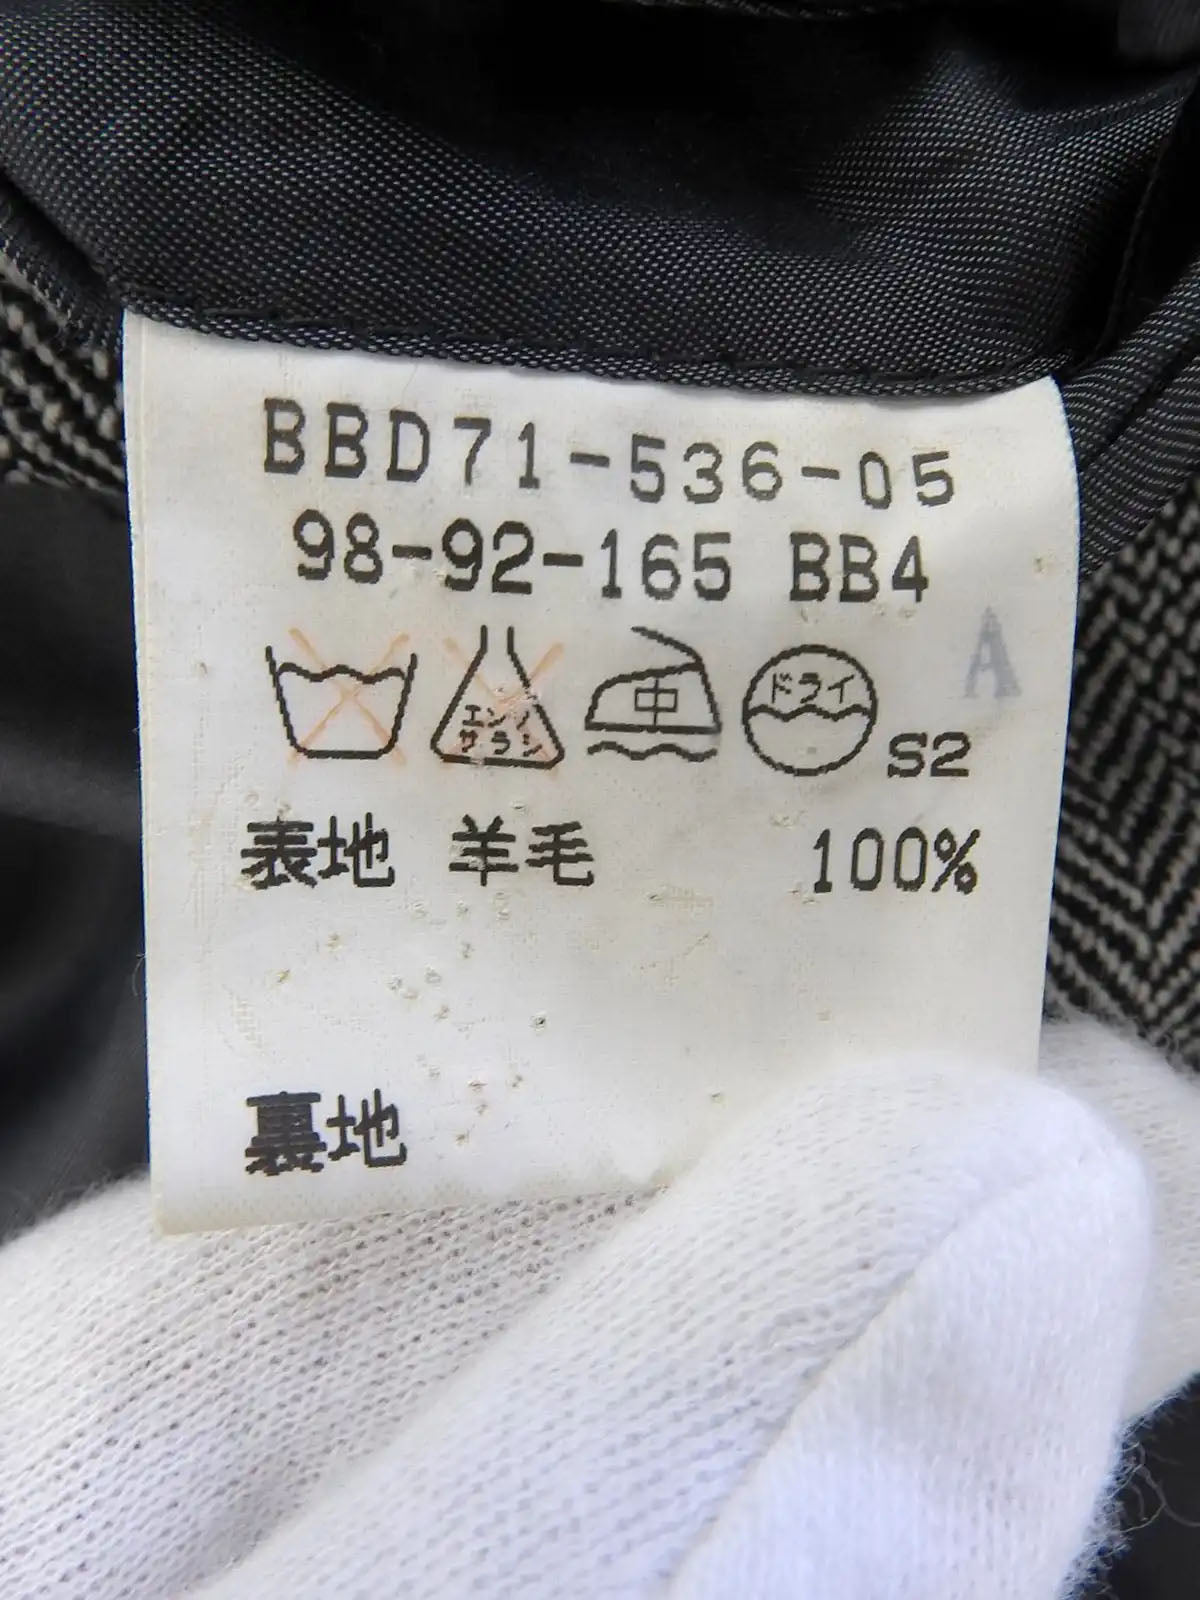 BBD71-536-05
98-92-165 BB4
A
エンソ
サラシ
中
ドライ
S2
表地 羊毛 100%
裏地